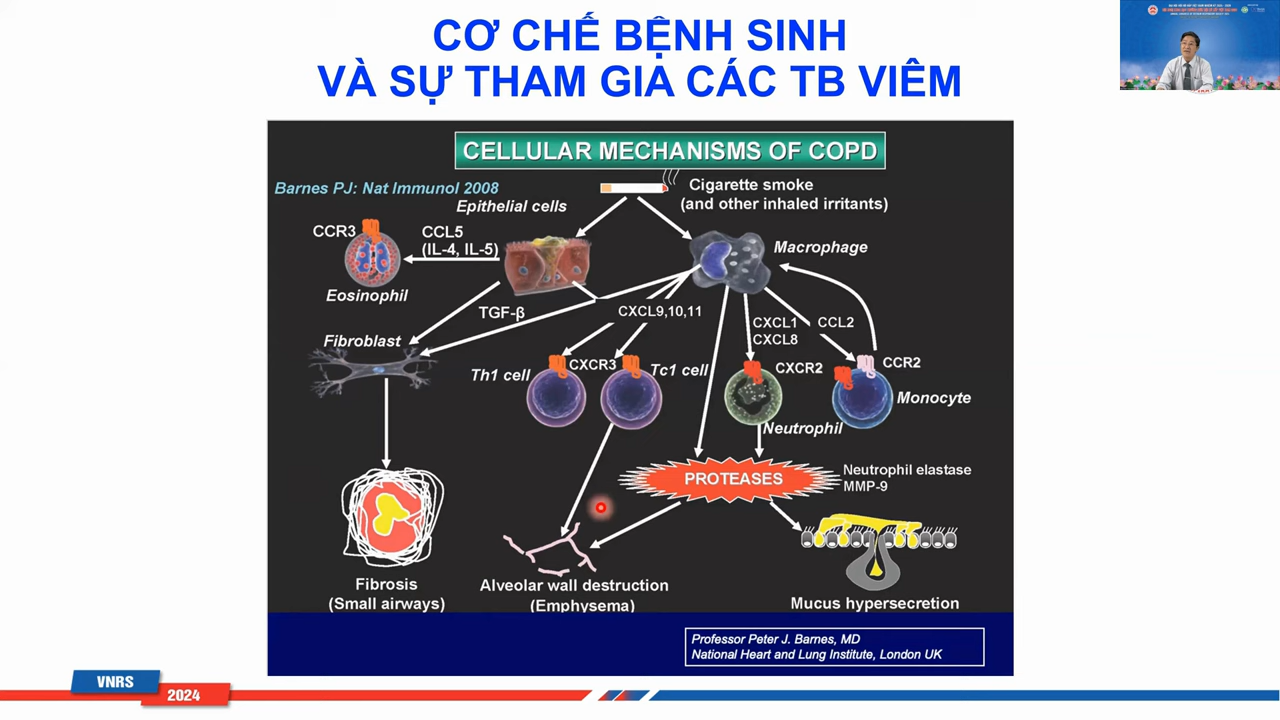 CƠ CHẾ BỆNH SINH
VÀ SỰ THAM GIA CÁC TB VIÊM
CELLULAR MECHANISMS OF COPD
Barnes PJ: Nat Immunol 2008
Cigarette smoke
(and other inhaled irritants)
Epithelial cells
CCR3
CCL5
(IL-4, IL-5)
Macrophage
Eosinophil
TGF-β
CXCL9,10,11
CXCL1
CXCL8
CCL2
Fibroblast
Th1 cell
CXCR3
Tc1 cell
CXCR2
CCR2
Monocyte
Neutrophil
PROTEASES
Neutrophil elastase
MMP-9
Fibrosis
(Small airways)
Alveolar wall destruction
(Emphysema)
Mucus hypersecretion
Professor Peter J. Barnes, MD
National Heart and Lung Institute, London UK
VNRS
2024